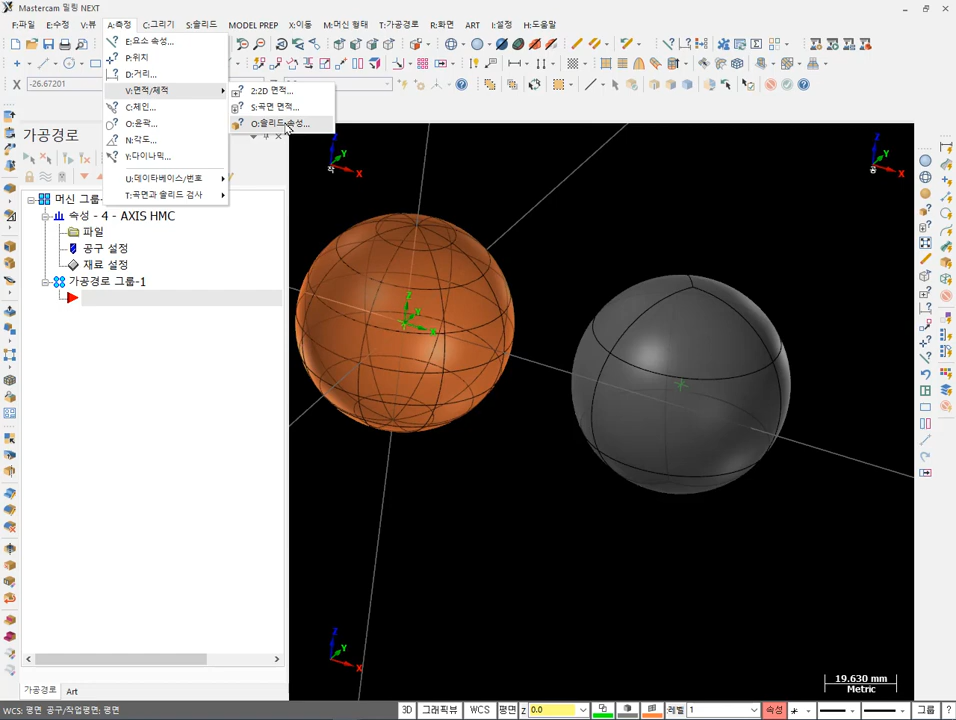 Mastercam 밀링 NEXT
F:파일 E:수정 V:뷰 A:측정 C:그리기 S:솔리드 MODEL PREP X:이동 M:머신 형태 T:가공경로 R:화면 ART I:설정 H:도움말
E:요소 속성...
P:위치
D:거리...
V:면적/체적
C:체인...
O:윤곽...
N:각도...
Y:다이나믹...
U:데이타베이스/번호
T:곡면과 솔리드 검사
2:2D 면적...
S:곡면 면적...
O:솔리드 속성...
-26.67201
가공경로
머신 그룹-
속성 - 4 - AXIS HMC
파일
공구 설정
재료 설정
가공경로 그룹-1
Z
Y
X
Z
Y
X
Z
Y
X
Z
Y
X
19.630 mm
Metric
가공경로 Art
WCS: 평면 공구/작업평면: 평면 3D 그래픽뷰 WCS 평면 Z 0.0 레벨 1 속성 그룹 ?